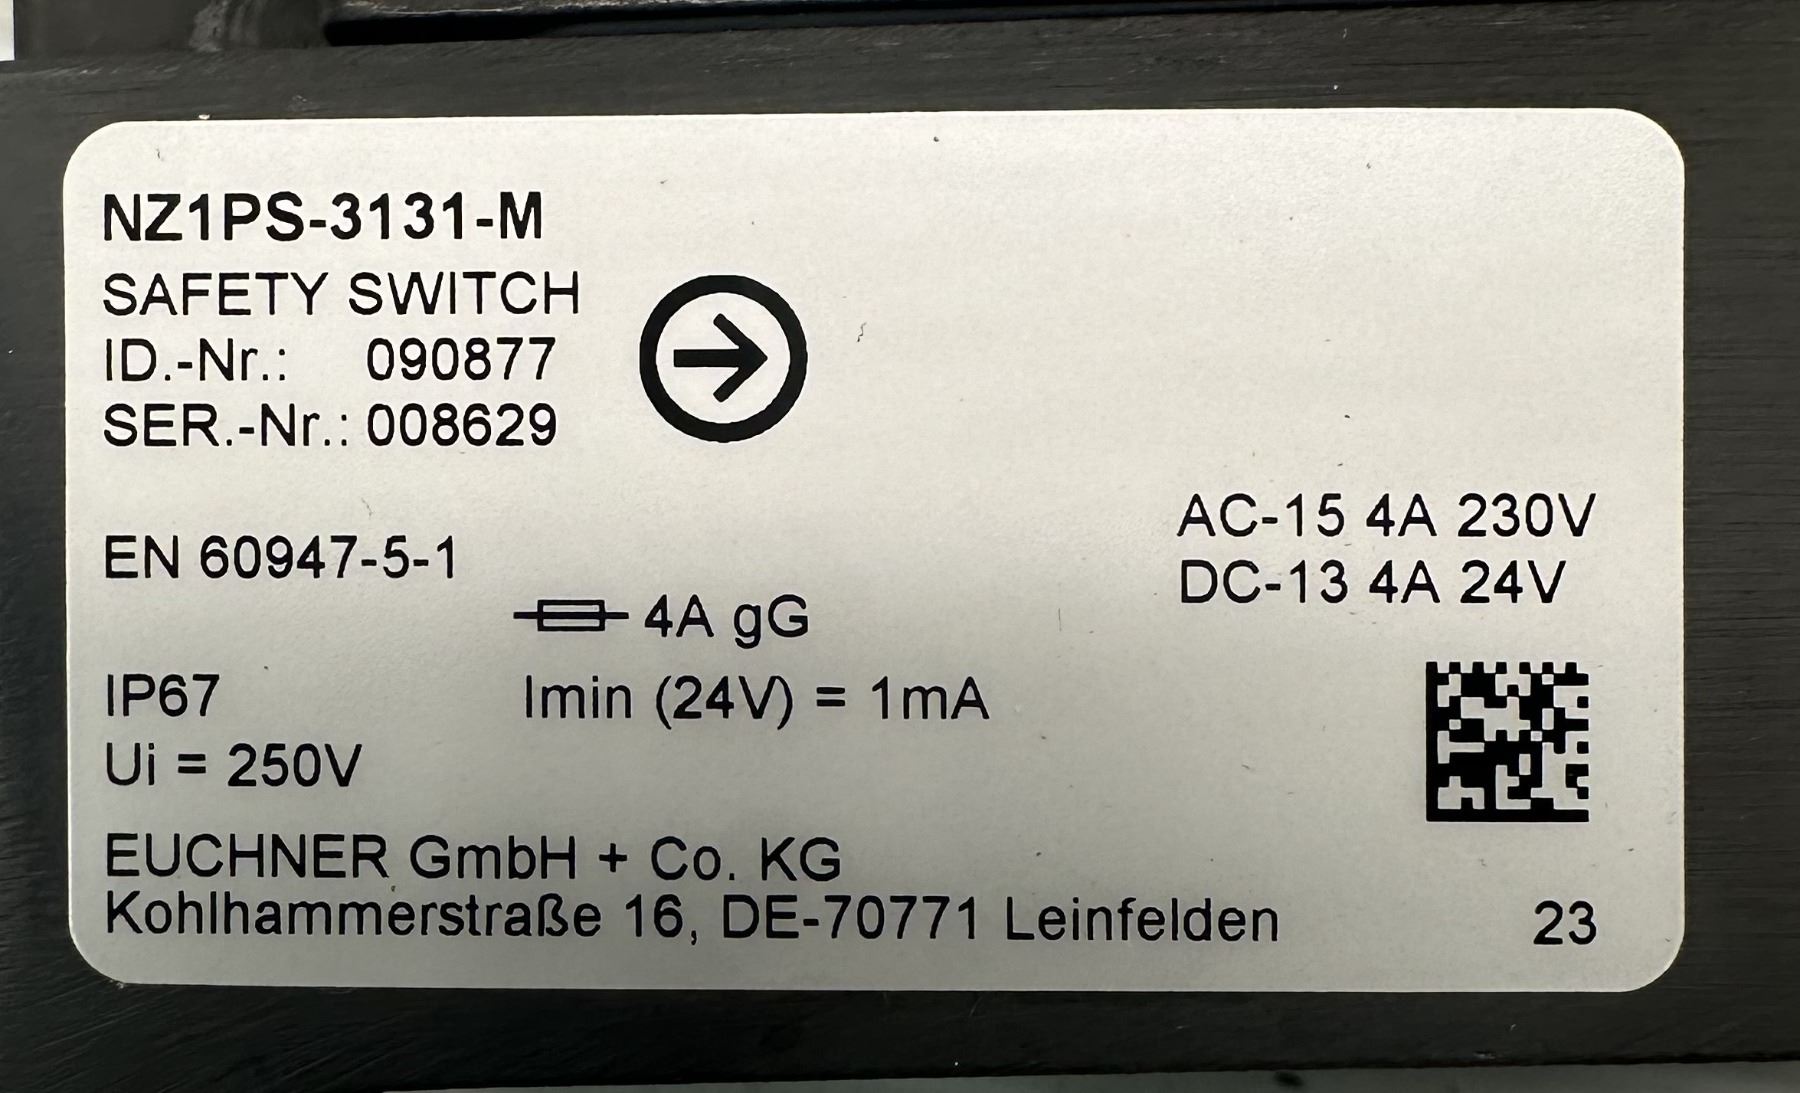 NZ1PS-3131-M
SAFETY SWITCH
ID.-Nr.: 090877
SER.-Nr.: 008629
AC-15 4A 230V
EN 60947-5-1
DC-13 4A 24V
4A gG
IP67
Imin (24V) = 1mA
Ui = 250V
EUCHNER GmbH + Co. KG
Kohlhammerstraße 16, DE-70771 Leinfelden
23